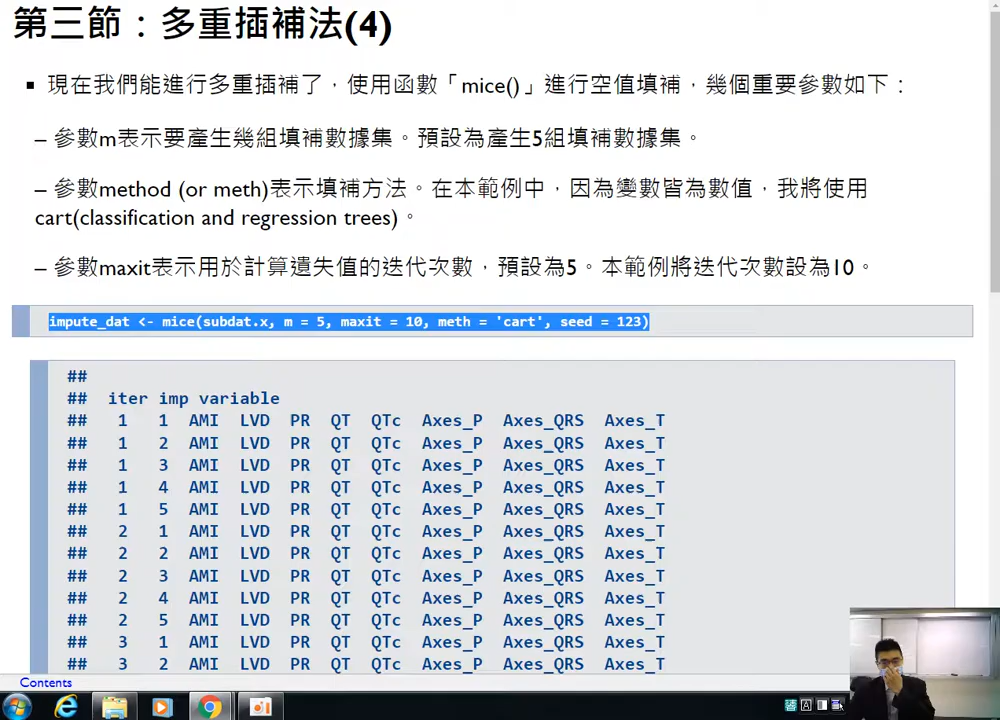 第三節：多重插補法(4)
▪ 現在我們能進行多重插補了，使用函數「mice()」進行空值填補，幾個重要參數如下：
– 參數m表示要產生幾組填補數據集。預設為產生5組填補數據集。
– 參數method (or meth)表示填補方法。在本範例中，因為變數皆為數值，我將使用
cart(classification and regression trees)。
– 參數maxit表示用於計算遺失值的迭代次數，預設為5。本範例將迭代次數設為10。
impute_dat <- mice(subdat.x, m = 5, maxit = 10, meth = 'cart', seed = 123)
##
## iter imp variable
## 1 1 AMI LVD PR QT QTc Axes_P Axes_QRS Axes_T
## 1 2 AMI LVD PR QT QTc Axes_P Axes_QRS Axes_T
## 1 3 AMI LVD PR QT QTc Axes_P Axes_QRS Axes_T
## 1 4 AMI LVD PR QT QTc Axes_P Axes_QRS Axes_T
## 1 5 AMI LVD PR QT QTc Axes_P Axes_QRS Axes_T
## 2 1 AMI LVD PR QT QTc Axes_P Axes_QRS Axes_T
## 2 2 AMI LVD PR QT QTc Axes_P Axes_QRS Axes_T
## 2 3 AMI LVD PR QT QTc Axes_P Axes_QRS Axes_T
## 2 4 AMI LVD PR QT QTc Axes_P Axes_QRS Axes_T
## 2 5 AMI LVD PR QT QTc Axes_P Axes_QRS Axes_T
## 3 1 AMI LVD PR QT QTc Axes_P Axes_QRS Axes_T
## 3 2 AMI LVD PR QT QTc Axes_P Axes_QRS Axes_T
Contents